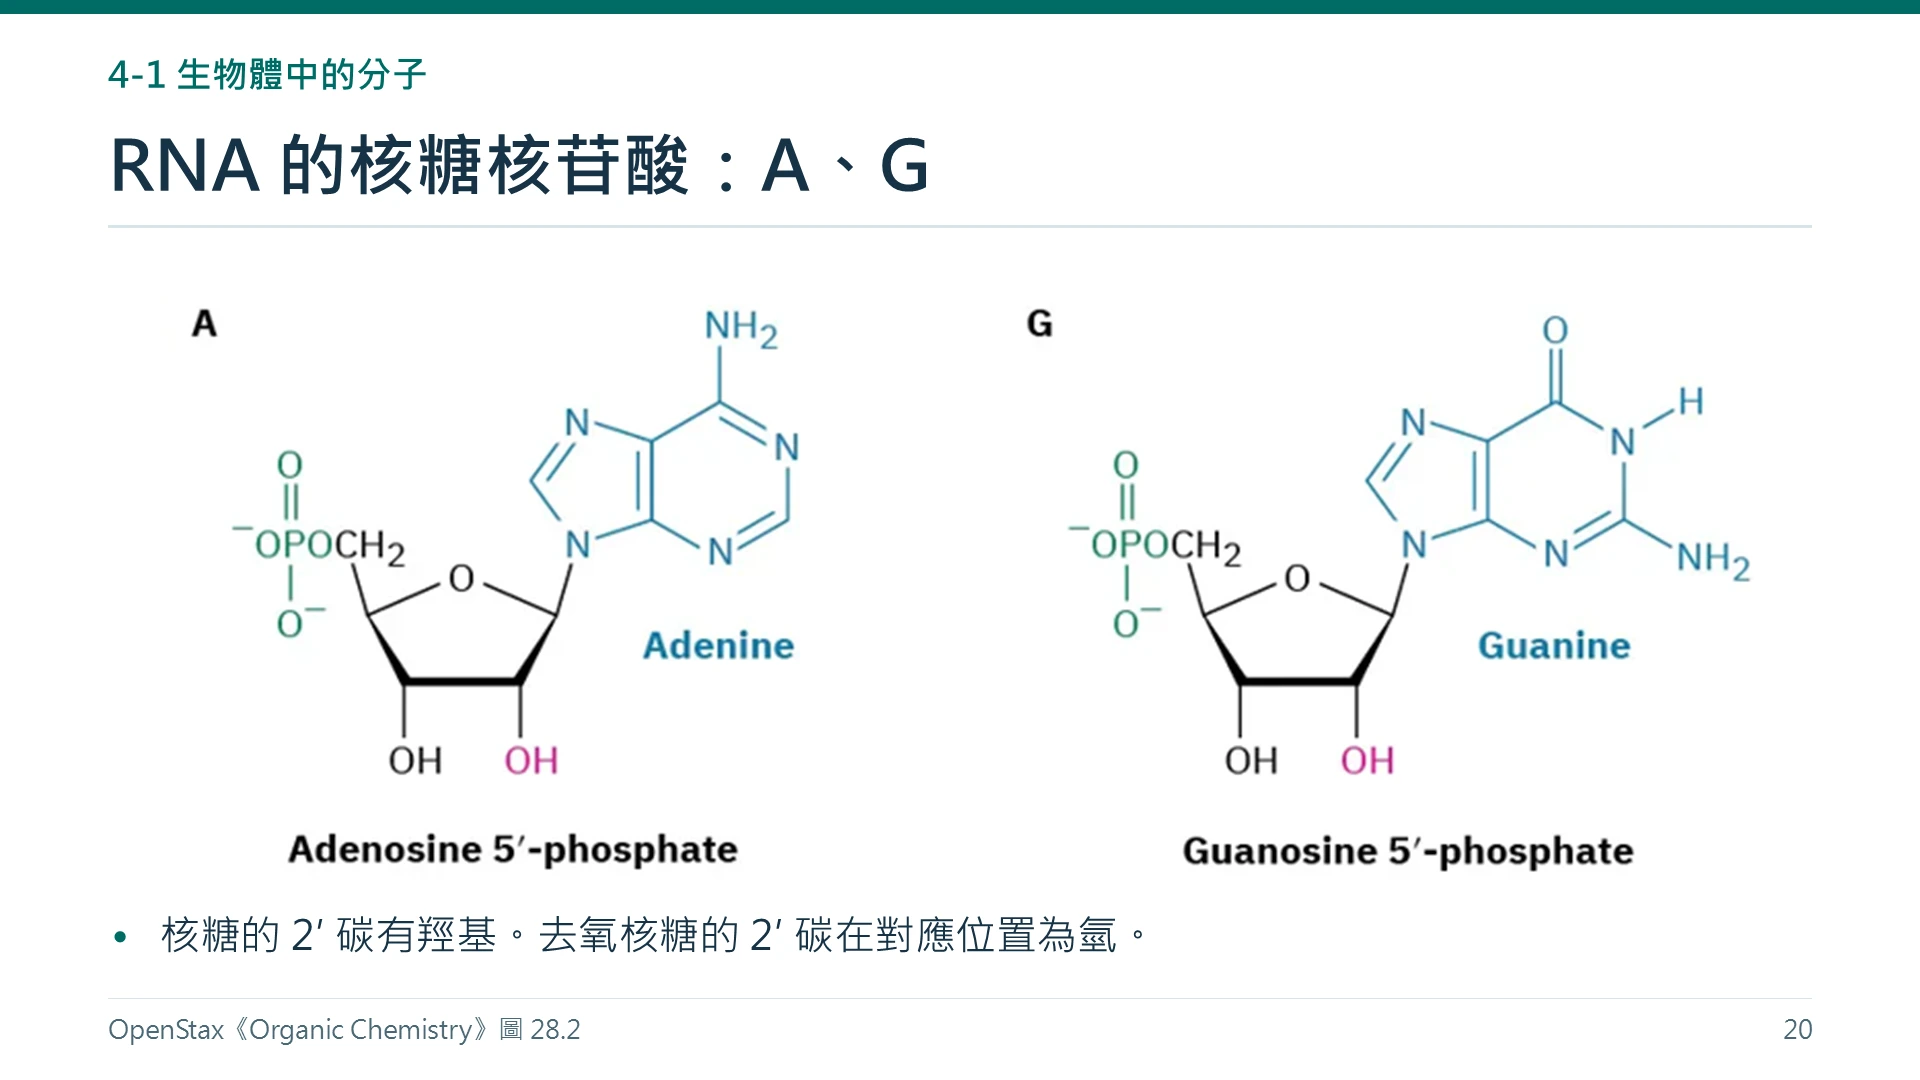 4-1 生物體中的分子
RNA 的核糖核苷酸：A、G
A
NH2
N
N
N
N
O
⁻OPOCH2
O⁻
O
Adenine
OH
OH
Adenosine 5′-phosphate
G
O
H
N
N
N
N
NH2
O
⁻OPOCH2
O⁻
O
Guanine
OH
OH
Guanosine 5′-phosphate
• 核糖的 2′ 碳有羥基。去氧核糖的 2′ 碳在對應位置為氫。
OpenStax《Organic Chemistry》圖 28.2
20